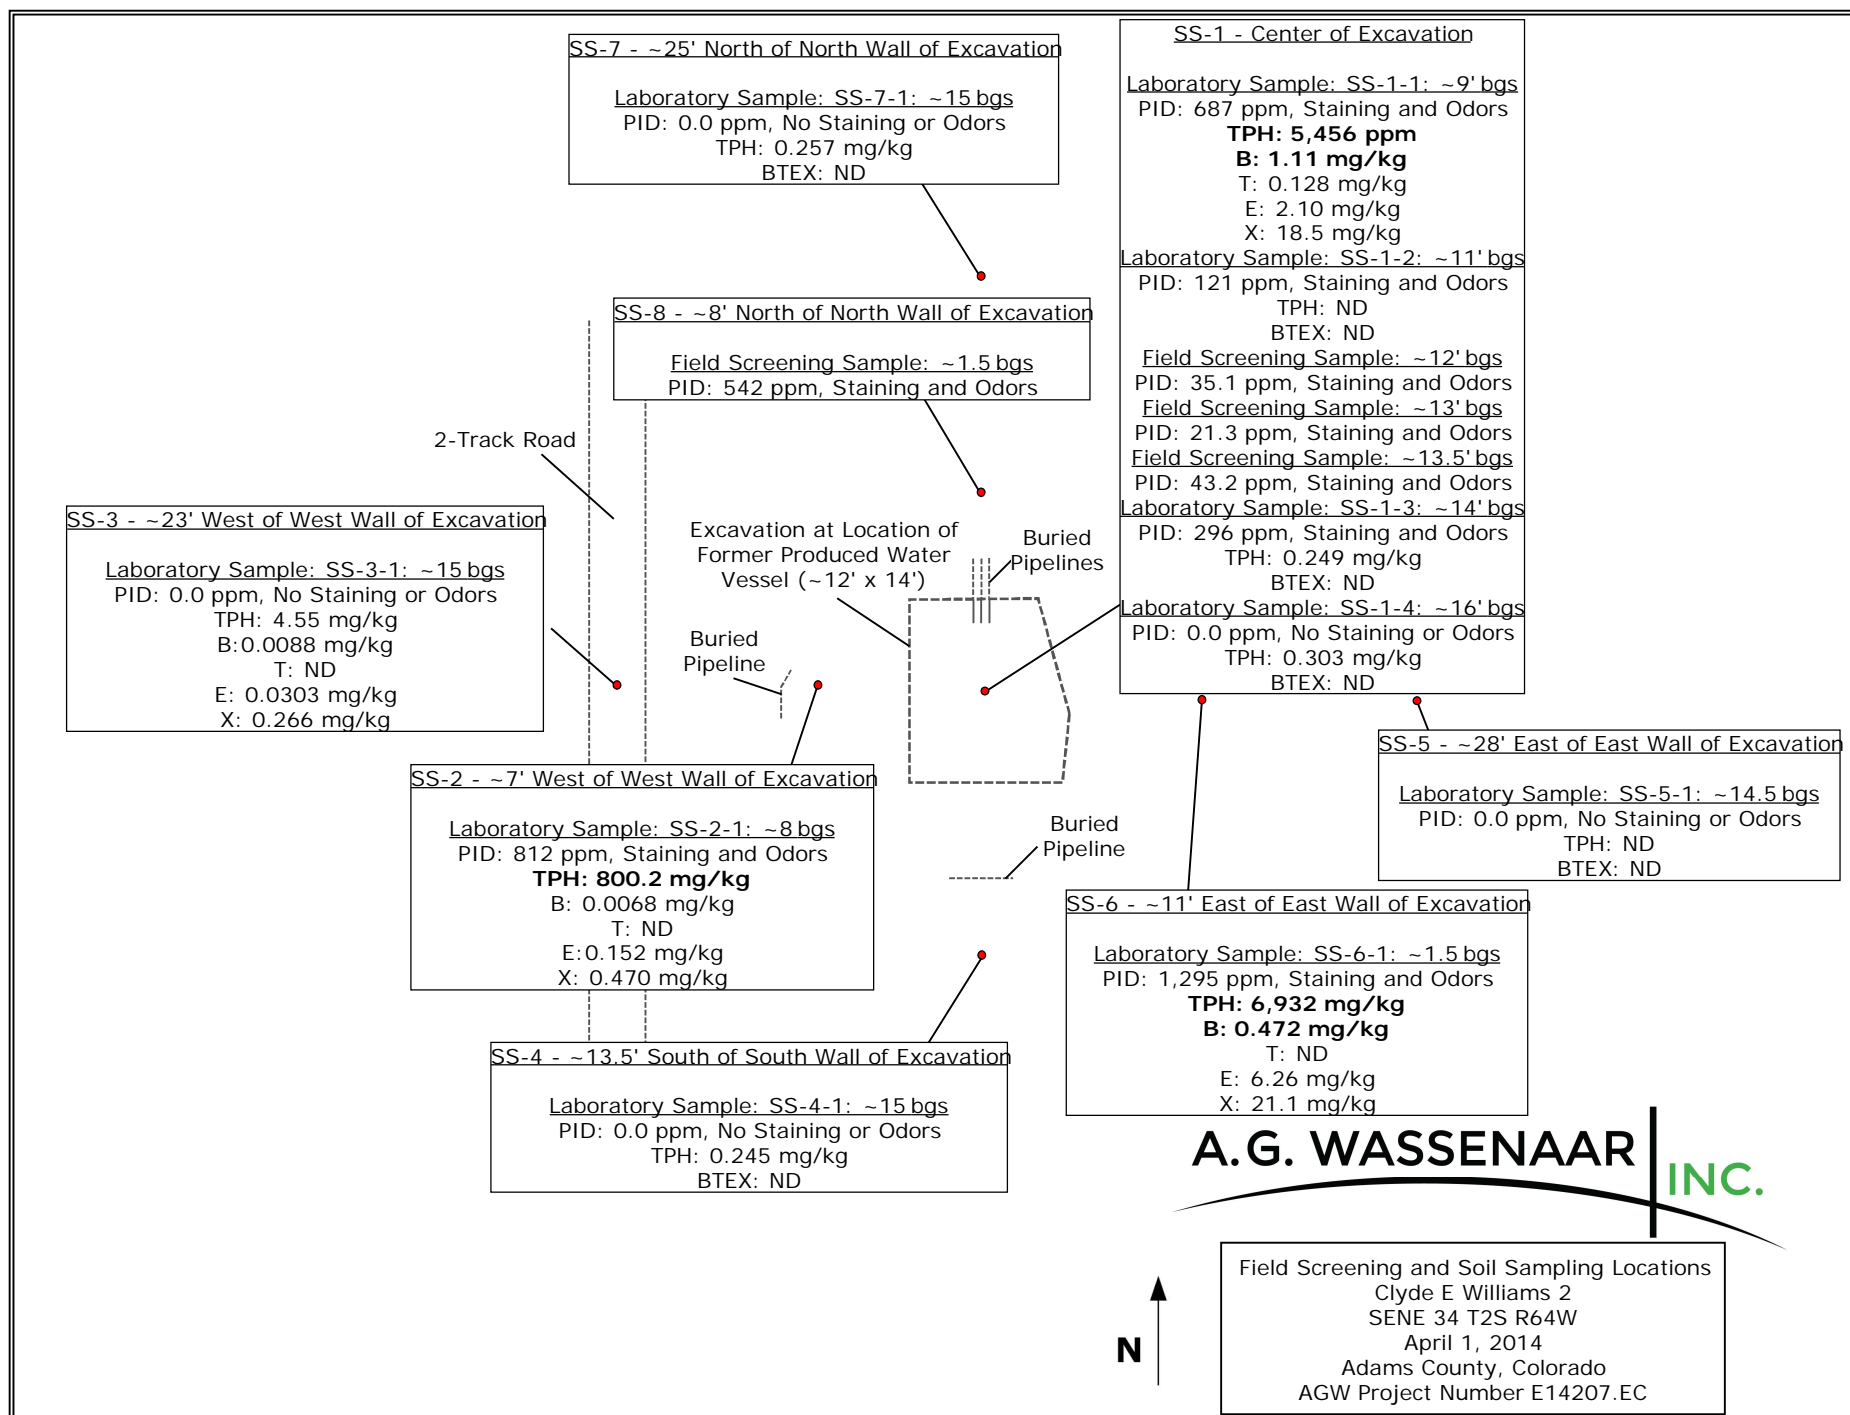 SS-7 - ~25' North of North Wall of Excavation
Laboratory Sample: SS-7-1: ~15 bgs
PID: 0.0 ppm, No Staining or Odors
TPH: 0.257 mg/kg
BTEX: ND
SS-1 - Center of Excavation
Laboratory Sample: SS-1-1: ~9' bgs
PID: 687 ppm, Staining and Odors
TPH: 5,456 ppm
B: 1.11 mg/kg
T: 0.128 mg/kg
E: 2.10 mg/kg
X: 18.5 mg/kg
Laboratory Sample: SS-1-2: ~11' bgs
PID: 121 ppm, Staining and Odors
TPH: ND
BTEX: ND
Field Screening Sample: ~12' bgs
PID: 35.1 ppm, Staining and Odors
Field Screening Sample: ~13' bgs
PID: 21.3 ppm, Staining and Odors
Field Screening Sample: ~13.5' bgs
PID: 43.2 ppm, Staining and Odors
Laboratory Sample: SS-1-3: ~14' bgs
PID: 296 ppm, Staining and Odors
TPH: 0.249 mg/kg
BTEX: ND
Laboratory Sample: SS-1-4: ~16' bgs
PID: 0.0 ppm, No Staining or Odors
TPH: 0.303 mg/kg
BTEX: ND
SS-8 - ~8' North of North Wall of Excavation
Field Screening Sample: ~1.5 bgs
PID: 542 ppm, Staining and Odors
2-Track Road
SS-3 - ~23' West of West Wall of Excavation
Laboratory Sample: SS-3-1: ~15 bgs
PID: 0.0 ppm, No Staining or Odors
TPH: 4.55 mg/kg
B:0.0088 mg/kg
T: ND
E: 0.0303 mg/kg
X: 0.266 mg/kg
Excavation at Location of
Former Produced Water
Vessel (~12' x 14')
Buried
Pipelines
Buried
Pipeline
SS-2 - ~7' West of West Wall of Excavation
Laboratory Sample: SS-2-1: ~8 bgs
PID: 812 ppm, Staining and Odors
TPH: 800.2 mg/kg
B: 0.0068 mg/kg
T: ND
E:0.152 mg/kg
X: 0.470 mg/kg
Buried
Pipeline
SS-5 - ~28' East of East Wall of Excavation
Laboratory Sample: SS-5-1: ~14.5 bgs
PID: 0.0 ppm, No Staining or Odors
TPH: ND
BTEX: ND
SS-6 - ~11' East of East Wall of Excavation
Laboratory Sample: SS-6-1: ~1.5 bgs
PID: 1,295 ppm, Staining and Odors
TPH: 6,932 mg/kg
B: 0.472 mg/kg
T: ND
E: 6.26 mg/kg
X: 21.1 mg/kg
SS-4 - ~13.5' South of South Wall of Excavation
Laboratory Sample: SS-4-1: ~15 bgs
PID: 0.0 ppm, No Staining or Odors
TPH: 0.245 mg/kg
BTEX: ND
A.G. WASSENAAR
INC.
N
Field Screening and Soil Sampling Locations
Clyde E Williams 2
SENE 34 T2S R64W
April 1, 2014
Adams County, Colorado
AGW Project Number E14207.EC